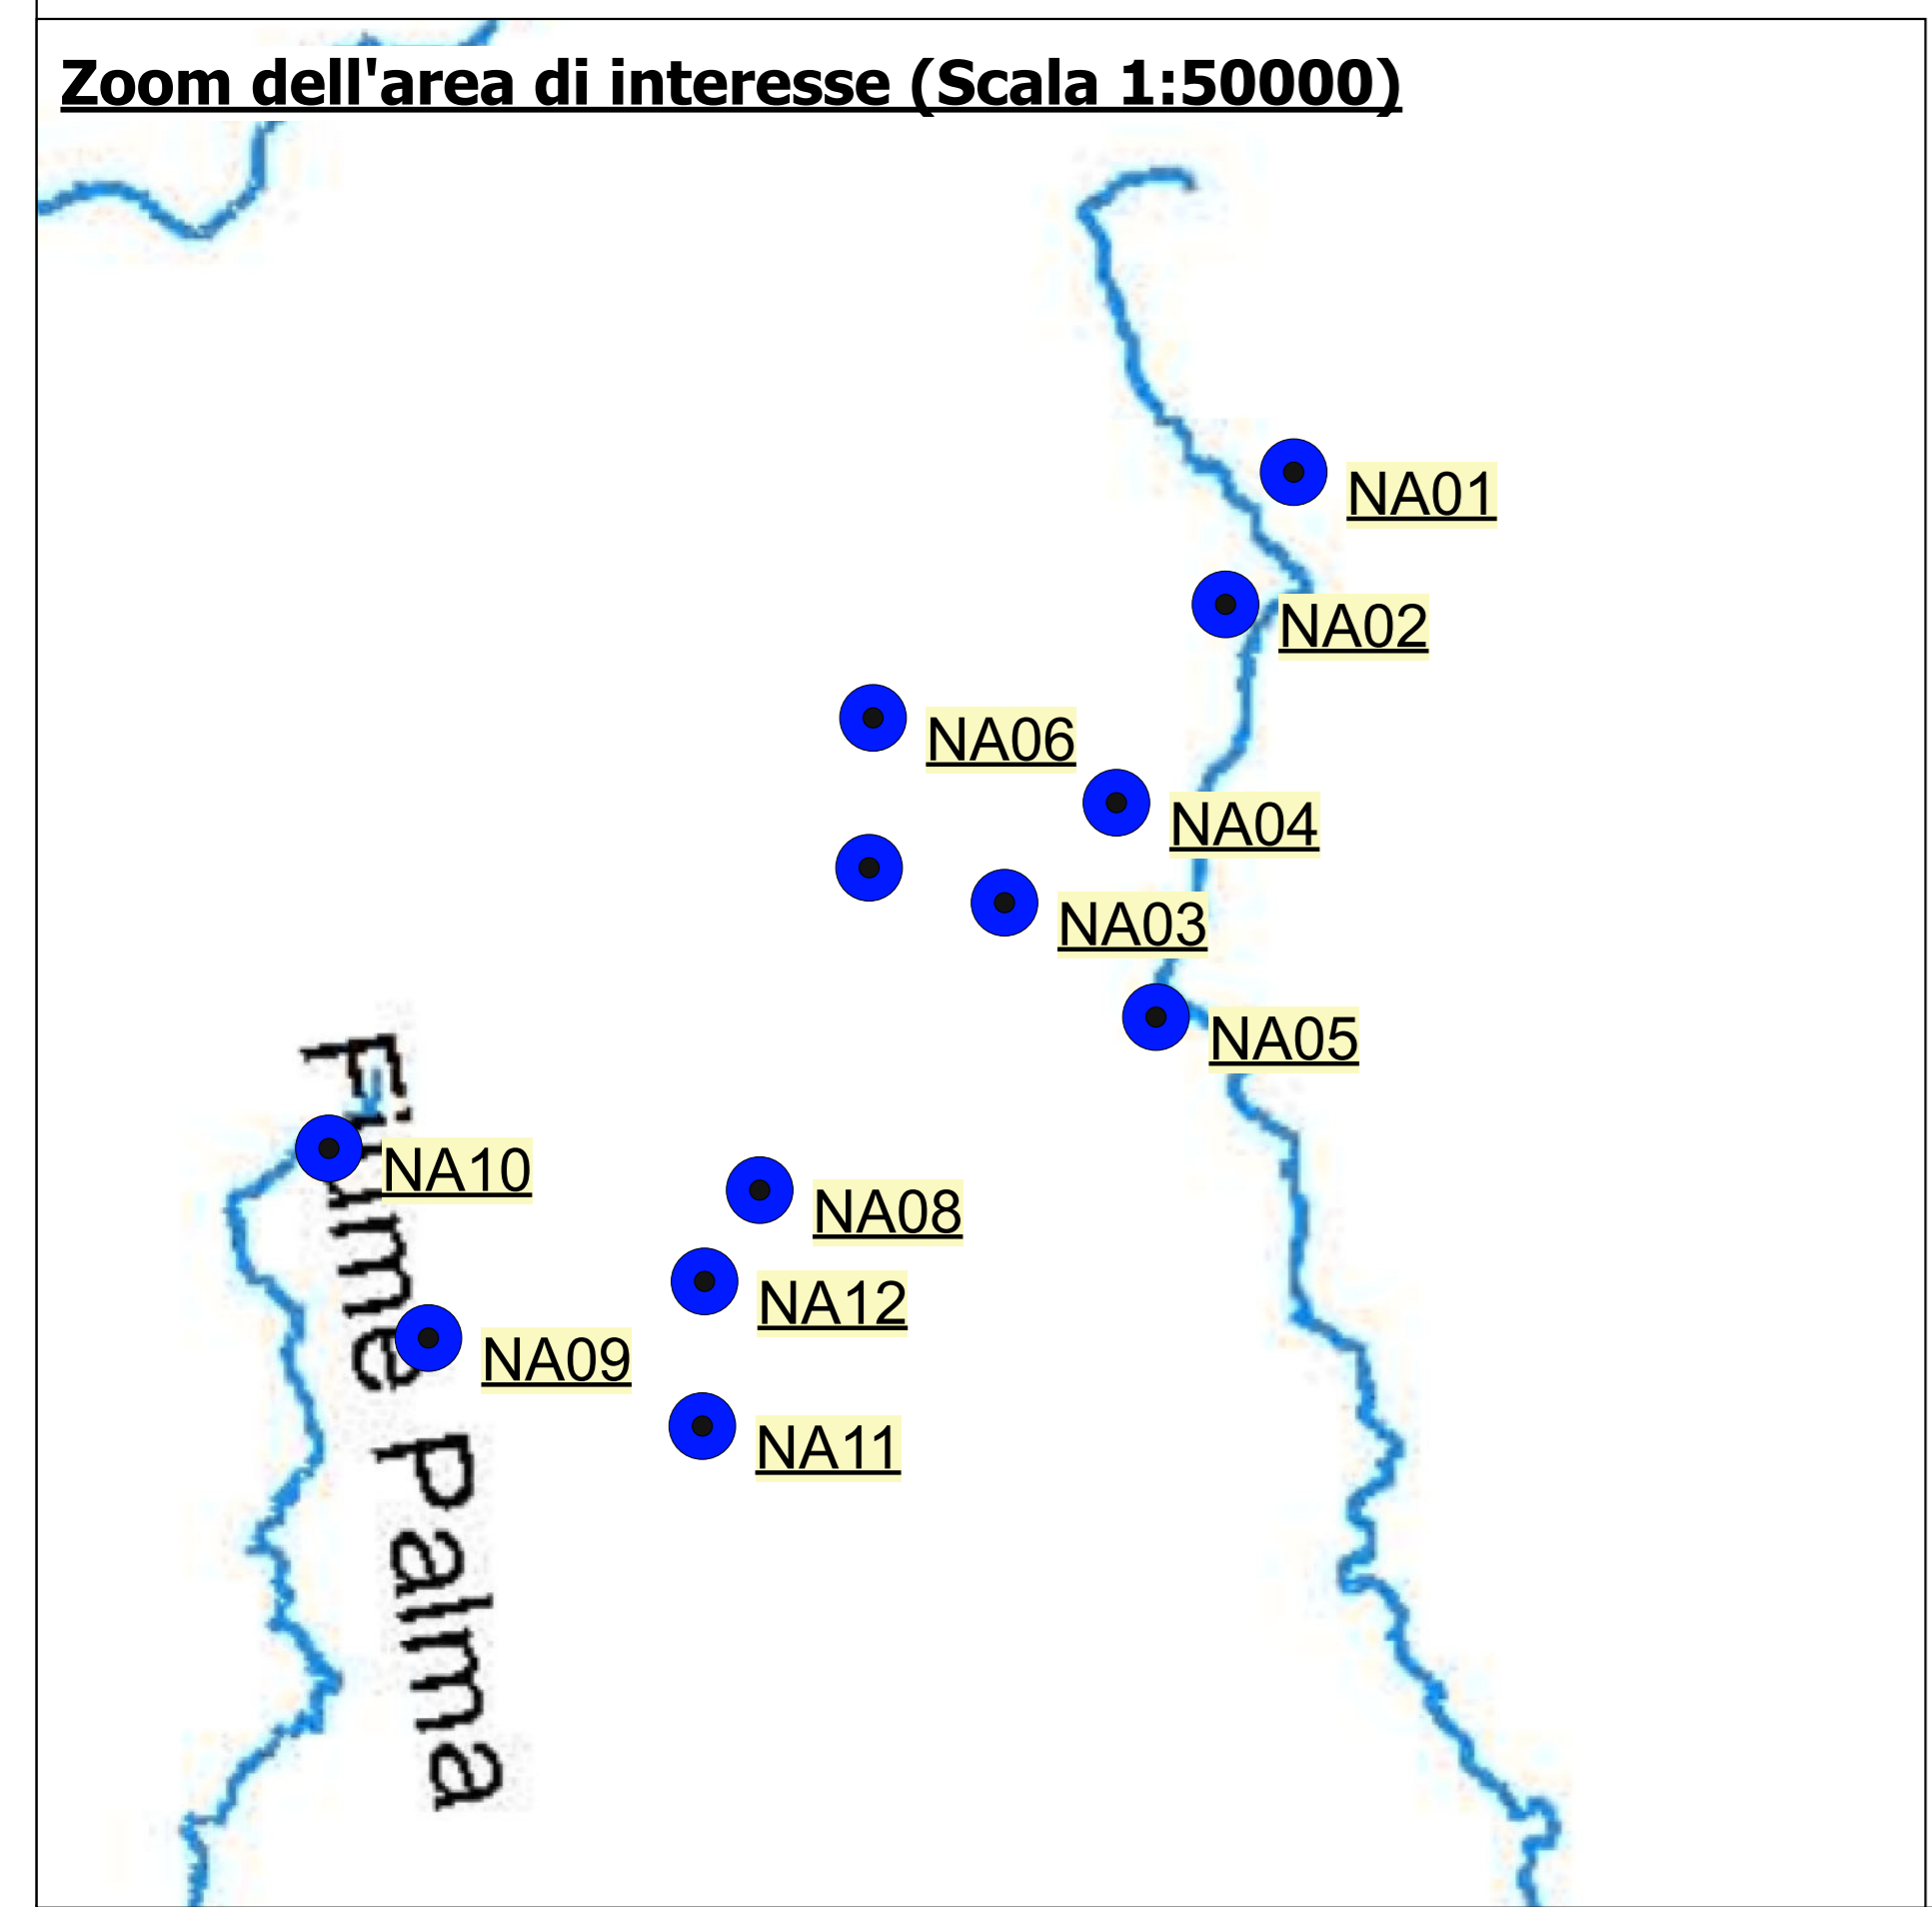 Zoom dell'area di interesse (Scala 1:50000)
NA01
NA02
NA06
NA04
NA03
NA05
NA10
NA08
NA12
NA09
NA11
Fiume Palma